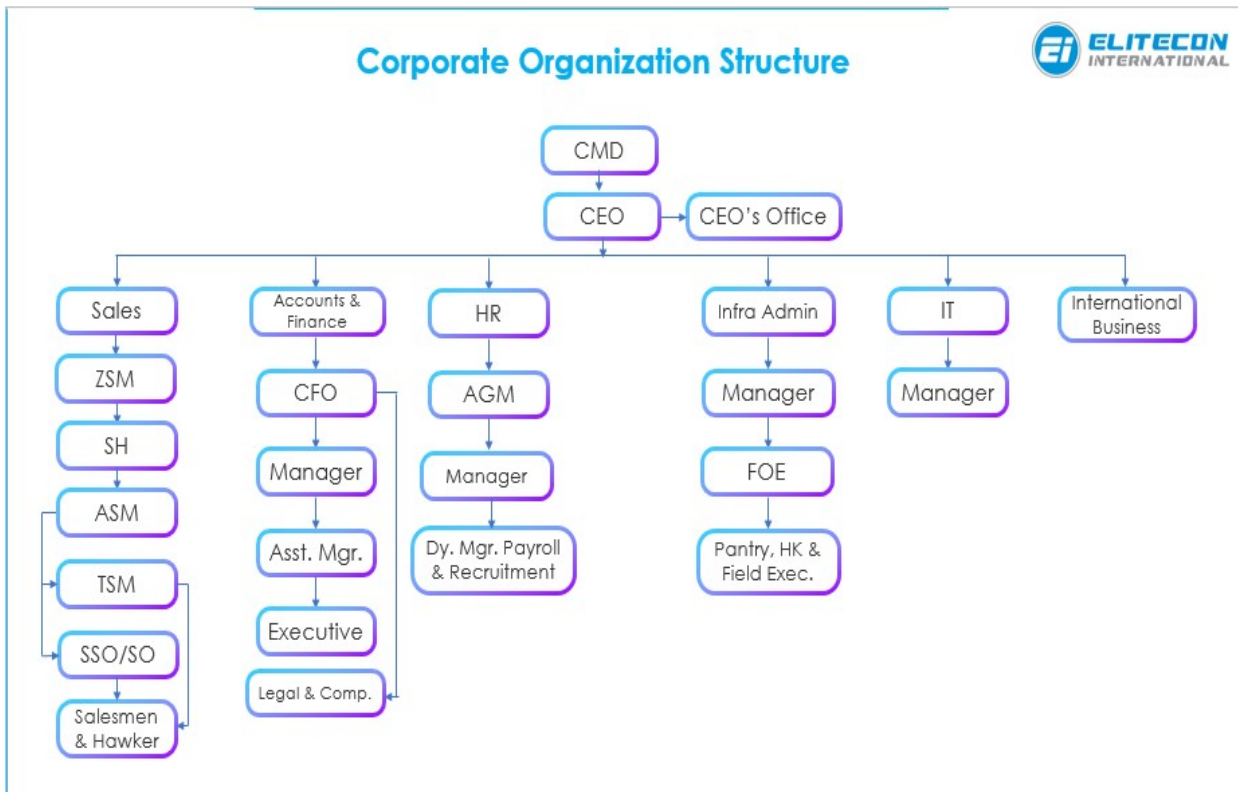 Corporate Organization Structure
Ei ELITECON
INTERNATIONAL
CMD
CEO
CEO’s Office
Sales
Accounts &
Finance
HR
Infra Admin
IT
International
Business
ZSM
CFO
AGM
Manager
Manager
SH
Manager
Manager
FOE
ASM
Asst. Mgr.
Dy. Mgr. Payroll
& Recruitment
Pantry, HK &
Field Exec.
TSM
Executive
SSO/SO
Legal & Comp.
Salesmen
& Hawker